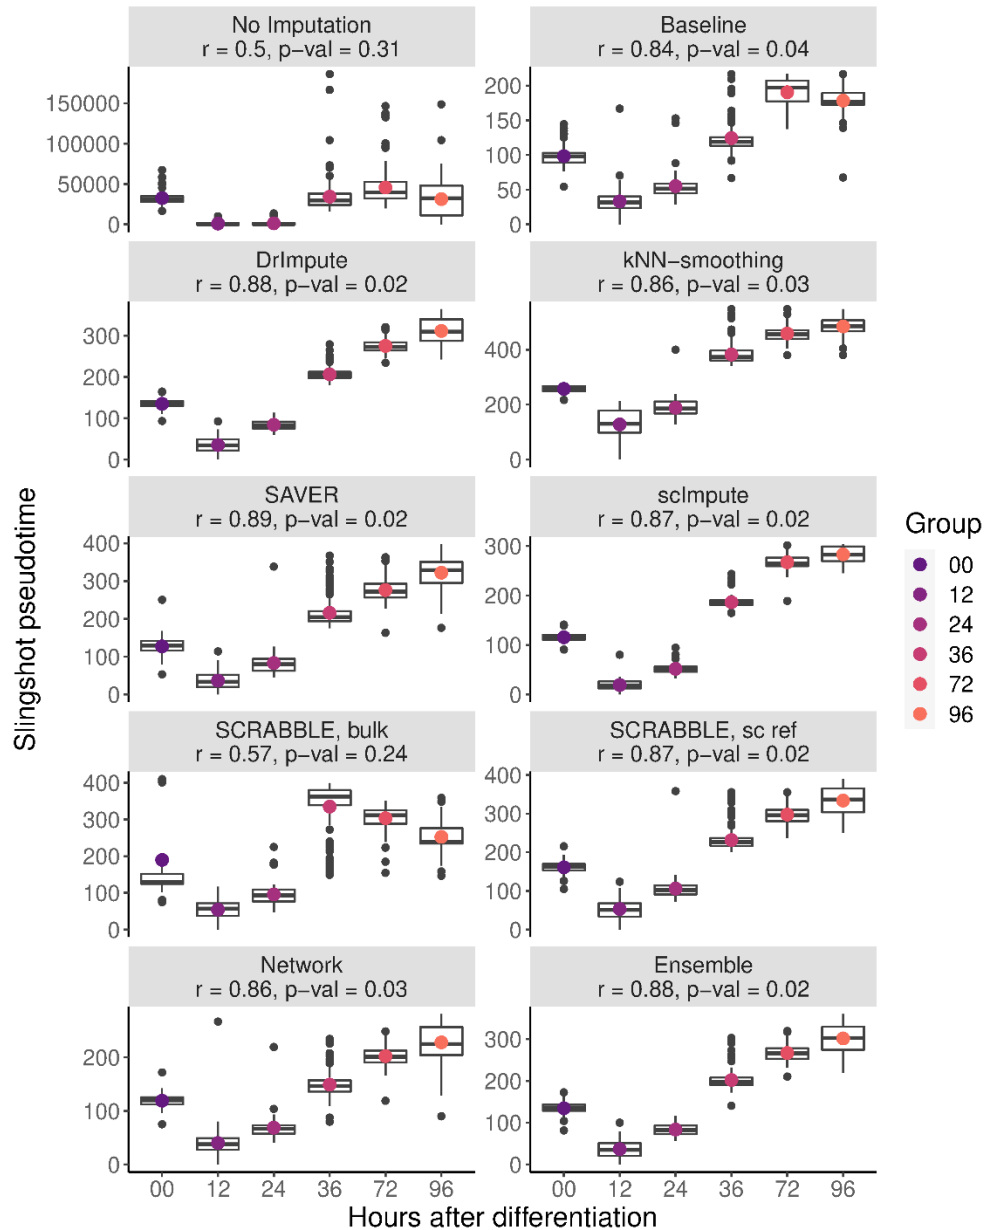 No Imputation
r = 0.5, p−val = 0.31
150000
100000
50000
0
Baseline
r = 0.84, p−val = 0.04
200
150
100
50
0
DrImpute
r = 0.88, p−val = 0.02
300
200
100
0
kNN−smoothing
r = 0.86, p−val = 0.03
400
200
0
SAVER
r = 0.89, p−val = 0.02
400
300
200
100
0
scImpute
r = 0.87, p−val = 0.02
300
200
100
0
SCRABBLE, bulk
r = 0.57, p−val = 0.24
400
300
200
100
0
SCRABBLE, sc ref
r = 0.87, p−val = 0.02
400
300
200
100
0
Network
r = 0.86, p−val = 0.03
200
100
0
Ensemble
r = 0.88, p−val = 0.02
300
200
100
0
00 12 24 36 72 96
00 12 24 36 72 96
Hours after differentiation
Slingshot pseudotime
Group
00
12
24
36
72
96